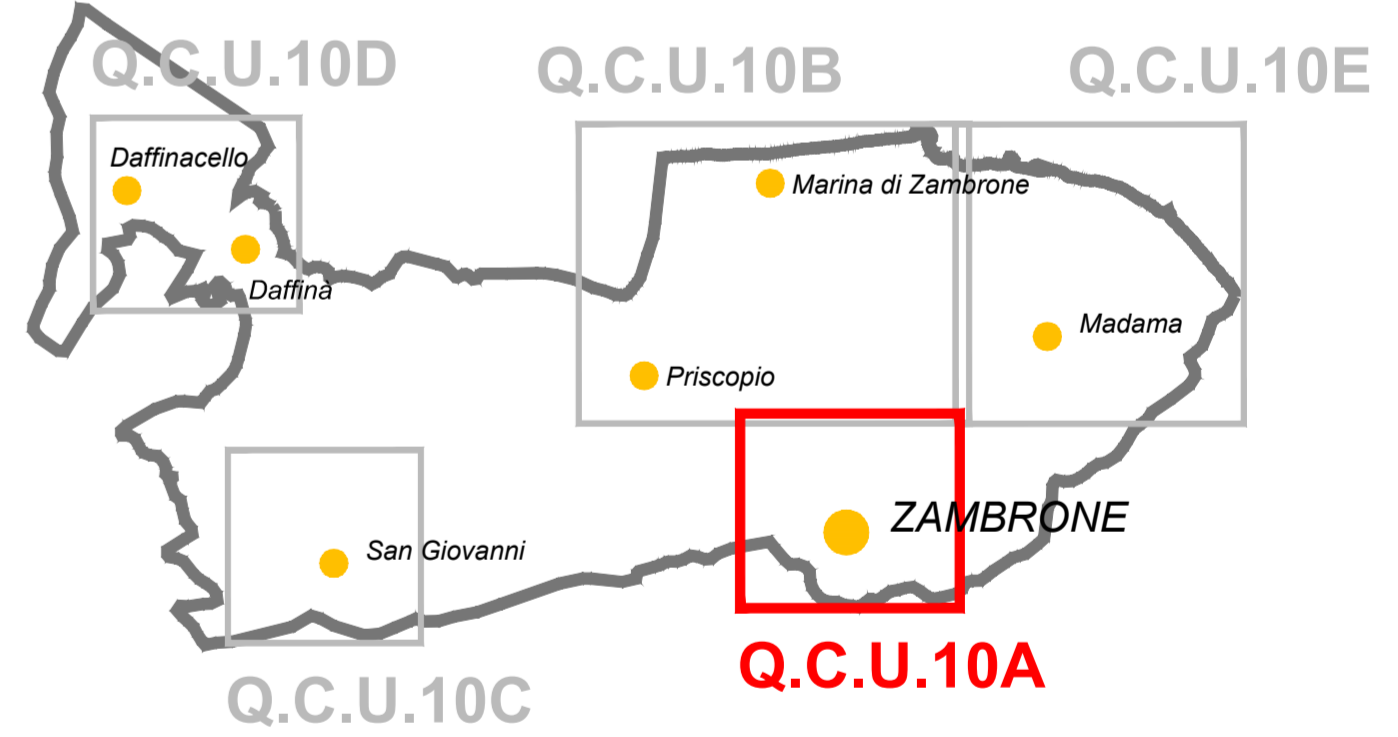 Q.C.U.10D
Q.C.U.10B
Q.C.U.10E
Daffinacello
Marina di Zambrone
Daffinà
Madama
Priscopio
ZAMBRONE
San Giovanni
Q.C.U.10A
Q.C.U.10C